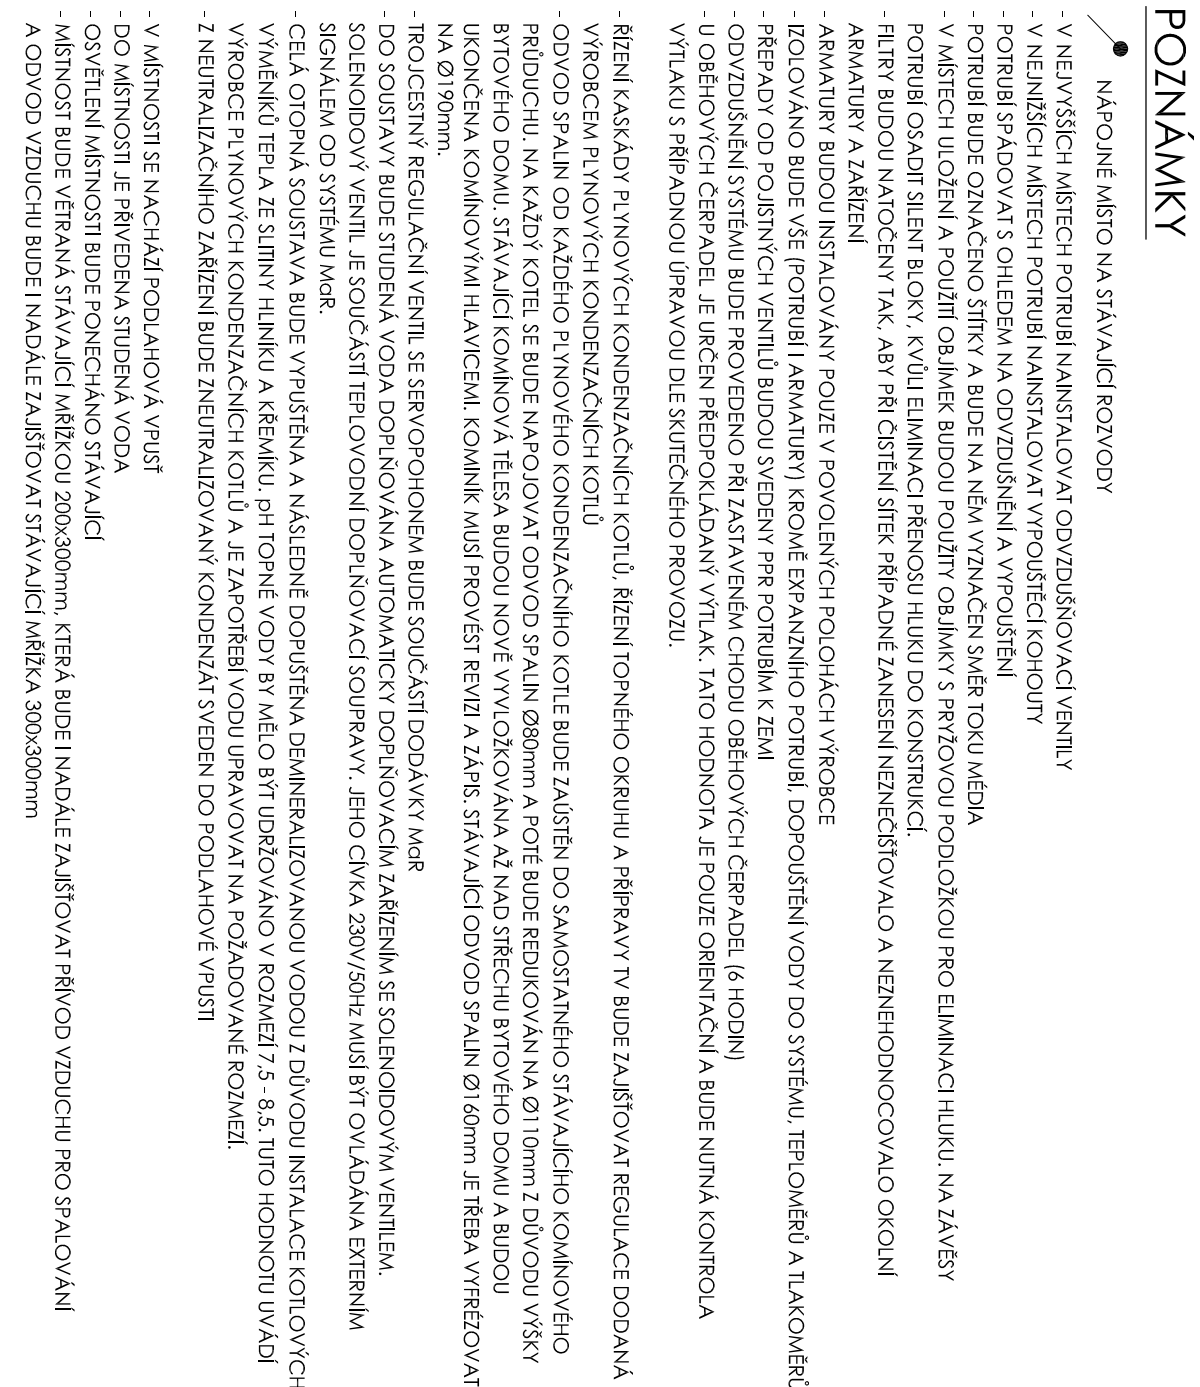 POZNÁMKY
NÁPOJNÉ MÍSTO NA STÁVAJÍCÍ ROZVODY
- V NEJVYŠŠÍCH MÍSTECH POTRUBÍ NAINSTALOVAT ODVZDUŠŇOVACÍ VENTILY
- V NEJNIŽŠÍCH MÍSTECH POTRUBÍ NAINSTALOVAT VYPOUŠTĚCÍ KOHOUTY
- POTRUBÍ SPÁDOVAT S OHLEDEM NA ODVZDUŠNĚNÍ A VYPOUŠTĚNÍ
- POTRUBÍ BUDE OZNAČENO ŠTÍTKY A BUDE NA NĚM VYZNAČEN SMĚR TOKU MÉDIA
- V MÍSTECH ULOŽENÍ A POUŽITÍ OBJÍMEK BUDOU POUŽITY OBJÍMKY S PRYŽOVOU PODLOŽKOU PRO ELIMINACI HLUKU. NA ZÁVĚSY
POTRUBÍ OSADIT SILENT BLOKY, KVŮLI ELIMINACI PŘENOSU HLUKU DO KONSTRUKCÍ.
- FILTRY BUDOU NATOČENY TAK, ABY PŘI ČISTĚNÍ SÍTEK PŘÍPADNÉ ZANESENÍ NEZNEČIŠŤOVALO A NEZNEHODNOCOVALO OKOLNÍ
ARMATURY A ZAŘÍZENÍ
- ARMATURY BUDOU INSTALOVÁNY POUZE V POVOLENÝCH POLOHÁCH VÝROBCE
- IZOLOVÁNO BUDE VŠE (POTRUBÍ I ARMATURY) KROMĚ EXPANZNÍHO POTRUBÍ, DOPOUŠTĚNÍ VODY DO SYSTÉMU, TEPLOMĚRŮ A TLAKOMĚRŮ
- PŘEPADY OD POJISTNÝCH VENTILŮ BUDOU SVEDENY PPR POTRUBÍM K ZEMI
- ODVZDUŠNĚNÍ SYSTÉMU BUDE PROVEDENO PŘI ZASTAVENÉM CHODU OBĚHOVÝCH ČERPADEL (6 HODIN)
- U OBĚHOVÝCH ČERPADEL JE URČEN PŘEDPOKLÁDANÝ VÝTLAK. TATO HODNOTA JE POUZE ORIENTAČNÍ A BUDE NUTNÁ KONTROLA
VÝTLAKU S PŘÍPADNOU ÚPRAVOU DLE SKUTEČNÉHO PROVOZU.
- ŘÍZENÍ KASKÁDY PLYNOVÝCH KONDENZAČNÍCH KOTLŮ, ŘÍZENÍ TOPNÉHO OKRUHU A PŘÍPRAVY TV BUDE ZAJIŠŤOVAT REGULACE DODANÁ
VÝROBCEM PLYNOVÝCH KONDENZAČNÍCH KOTLŮ
- ODVOD SPALIN OD KAŽDÉHO PLYNOVÉHO KONDENZAČNÍHO KOTLE BUDE ZAÚSTĚN DO SAMOSTATNÉHO STÁVAJÍCÍHO KOMÍNOVÉHO
PRŮDUCHU. NA KAŽDÝ KOTEL SE BUDE NAPOJOVAT ODVOD SPALIN Ø80mm A POTÉ BUDE REDUKOVÁN NA Ø110mm Z DŮVODU VÝŠKY
BYTOVÉHO DOMU. STÁVAJÍCÍ KOMÍNOVÁ TĚLESA BUDOU NOVĚ VYVLOŽKOVÁNA AŽ NAD STŘECHU BYTOVÉHO DOMU A BUDOU
UKONČENA KOMÍNOVÝMI HLAVICEMI. KOMINÍK MUSÍ PROVÉST REVIZI A ZÁPIS. STÁVAJÍCÍ ODVOD SPALIN Ø160mm JE TŘEBA VYFRÉZOVAT
NA Ø190mm.
- TROJCESTNÝ REGULAČNÍ VENTIL SE SERVOPOHONEM BUDE SOUČÁSTÍ DODÁVKY MaR
- DO SOUSTAVY BUDE STUDENÁ VODA DOPLŇOVÁNA AUTOMATICKY DOPLŇOVACÍM ZAŘÍZENÍM SE SOLENOIDOVÝM VENTILEM.
SOLENOIDOVÝ VENTIL JE SOUČÁSTÍ TEPLOVODNÍ DOPLŇOVACÍ SOUPRAVY. JEHO CÍVKA 230V/50Hz MUSÍ BÝT OVLÁDÁNA EXTERNÍM
SIGNÁLEM OD SYSTÉMU MaR.
- CELÁ OTOPNÁ SOUSTAVA BUDE VYPUŠTĚNA A NÁSLEDNĚ DOPUŠTĚNA DEMINERALIZOVANOU VODOU Z DŮVODU INSTALACE KOTLOVÝCH
VÝMĚNÍKŮ TEPLA ZE SLITINY HLINÍKU A KŘEMÍKU. pH TOPNÉ VODY BY MĚLO BÝT UDRŽOVÁNO V ROZMEZÍ 7,5 - 8,5. TUTO HODNOTU UVÁDÍ
VÝROBCE PLYNOVÝCH KONDENZAČNÍCH KOTLŮ A JE ZAPOTŘEBÍ VODU UPRAVOVAT NA POŽADOVANÉ ROZMEZÍ.
- Z NEUTRALIZAČNÍHO ZAŘÍZENÍ BUDE ZNEUTRALIZOVANÝ KONDENZÁT SVEDEN DO PODLAHOVÉ VPUSTI
- V MÍSTNOSTI SE NACHÁZÍ PODLAHOVÁ VPUSŤ
- DO MÍSTNOSTI JE PŘIVEDENA STUDENÁ VODA
- OSVĚTLENÍ MÍSTNOSTI BUDE PONECHÁNO STÁVAJÍCÍ
- MÍSTNOST BUDE VĚTRANÁ STÁVAJÍCÍ MŘÍŽKOU 200x300mm, KTERÁ BUDE I NADÁLE ZAJIŠŤOVAT PŘÍVOD VZDUCHU PRO SPALOVÁNÍ
A ODVOD VZDUCHU BUDE I NADÁLE ZAJIŠŤOVAT STÁVAJÍCÍ MŘÍŽKA 300x300mm